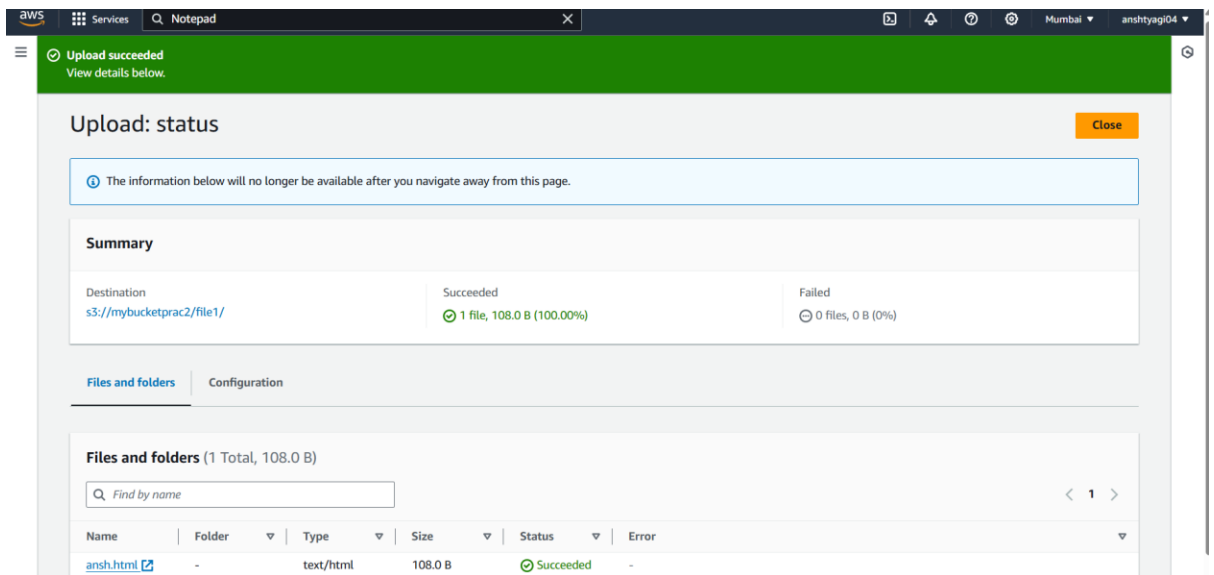 aws Services Notepad Mumbai anshtyagi04
Upload succeeded
View details below.
Upload: status Close
The information below will no longer be available after you navigate away from this page.
Summary
Destination Succeeded Failed
s3://mybucketprac2/file1/ 1 file, 108.0 B (100.00%) 0 files, 0 B (0%)
Files and folders Configuration
Files and folders (1 Total, 108.0 B)
Find by name 1
Name Folder Type Size Status Error
ansh.html - text/html 108.0 B Succeeded -